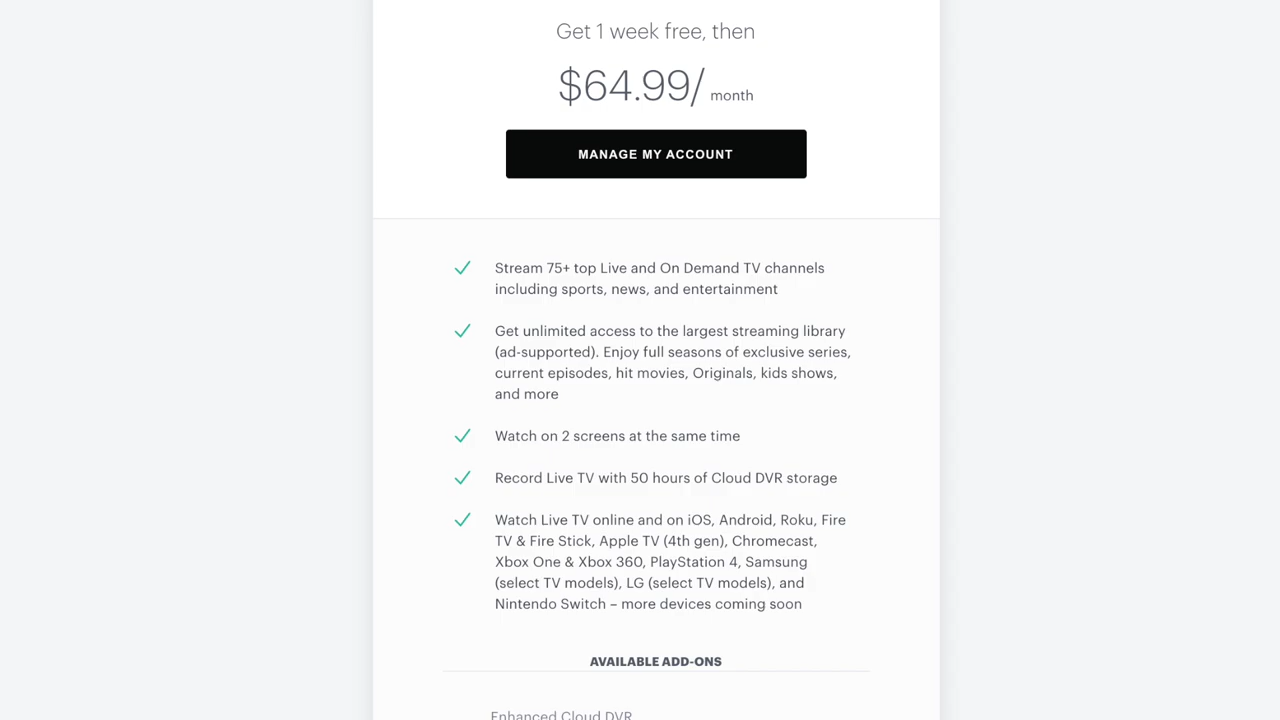 Get 1 week free, then
$64.99/ month
MANAGE MY ACCOUNT
Stream 75+ top Live and On Demand TV channels
including sports, news, and entertainment
Get unlimited access to the largest streaming library
(ad-supported). Enjoy full seasons of exclusive series,
current episodes, hit movies, Originals, kids shows,
and more
Watch on 2 screens at the same time
Record Live TV with 50 hours of Cloud DVR storage
Watch Live TV online and on iOS, Android, Roku, Fire
TV & Fire Stick, Apple TV (4th gen), Chromecast,
Xbox One & Xbox 360, PlayStation 4, Samsung
(select TV models), LG (select TV models), and
Nintendo Switch – more devices coming soon
AVAILABLE ADD-ONS
Enhanced Cloud DVR